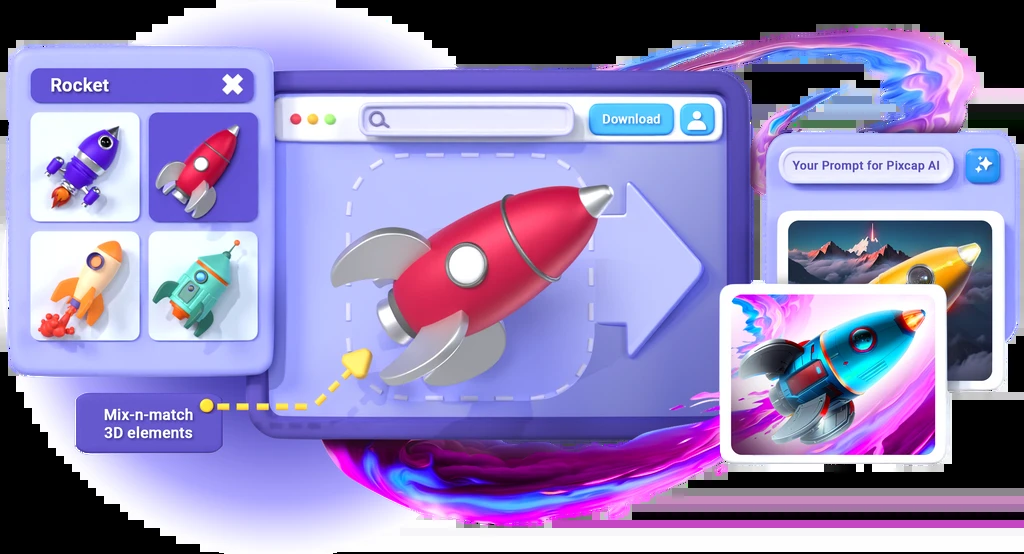 Rocket
Download
Your Prompt for Pixcap AI
Mix-n-match
3D elements